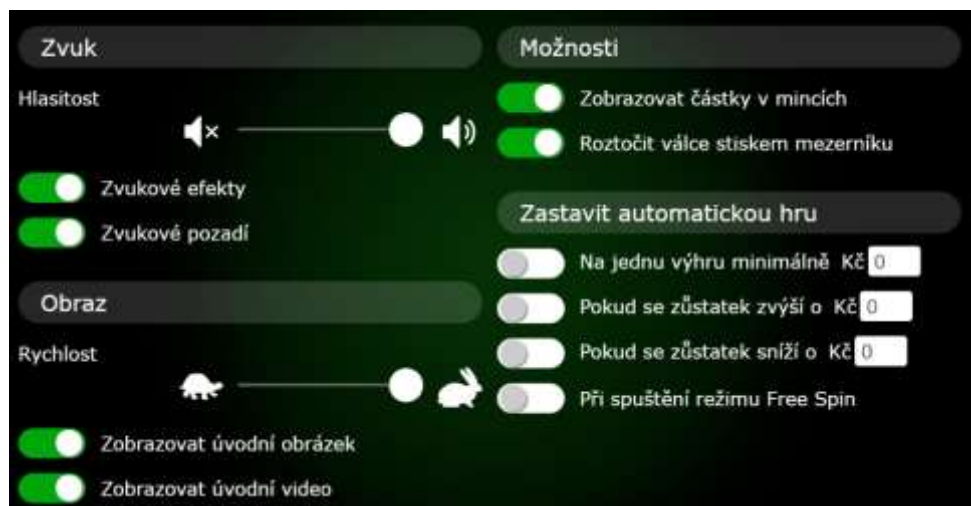 Zvuk
Hlasitost
Zvukové efekty
Zvukové pozadí
Obraz
Rychlost
Zobrazovat úvodní obrázek
Zobrazovat úvodní video
Možnosti
Zobrazovat částky v mincích
Roztočit válce stiskem mezerníku
Zastavit automatickou hru
Na jednu výhru minimálně Kč 0
Pokud se zůstatek zvýší o Kč 0
Pokud se zůstatek sníží o Kč 0
Při spuštění režimu Free Spin